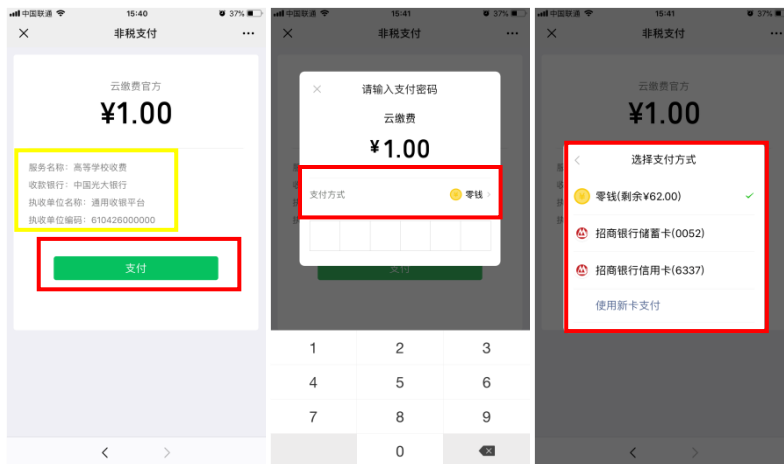 中国联通 15:40 37%
非税支付
云缴费官方
¥1.00
服务名称: 高等学校收费
收款银行: 中国光大银行
执收单位名称: 通用收银平台
执收单位编码: 610426000000
支付
中国联通 15:41 37%
非税支付
请输入支付密码
云缴费
¥1.00
支付方式 零钱
支付
1 2 3
4 5 6
7 8 9
0
中国联通 15:41 37%
非税支付
云缴费官方
¥1.00
选择支付方式
零钱(剩余¥62.00)
招商银行储蓄卡(0052)
招商银行信用卡(6337)
使用新卡支付